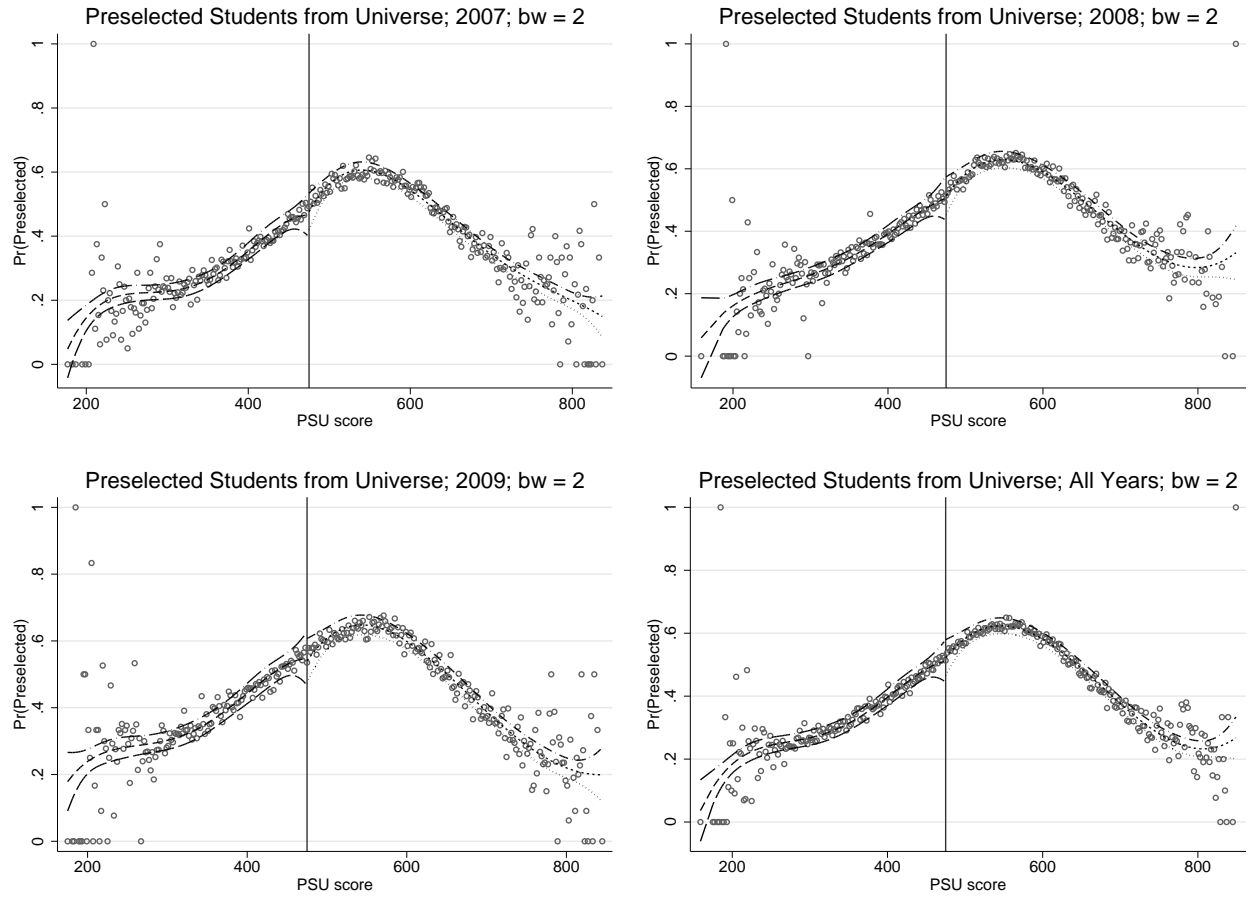 Preselected Students from Universe; 2007; bw = 2
Pr(Preselected)
1
.8
.6
.4
.2
0
200 400 600 800
PSU score
Preselected Students from Universe; 2008; bw = 2
Pr(Preselected)
1
.8
.6
.4
.2
0
200 400 600 800
PSU score
Preselected Students from Universe; 2009; bw = 2
Pr(Preselected)
1
.8
.6
.4
.2
0
200 400 600 800
PSU score
Preselected Students from Universe; All Years; bw = 2
Pr(Preselected)
1
.8
.6
.4
.2
0
200 400 600 800
PSU score